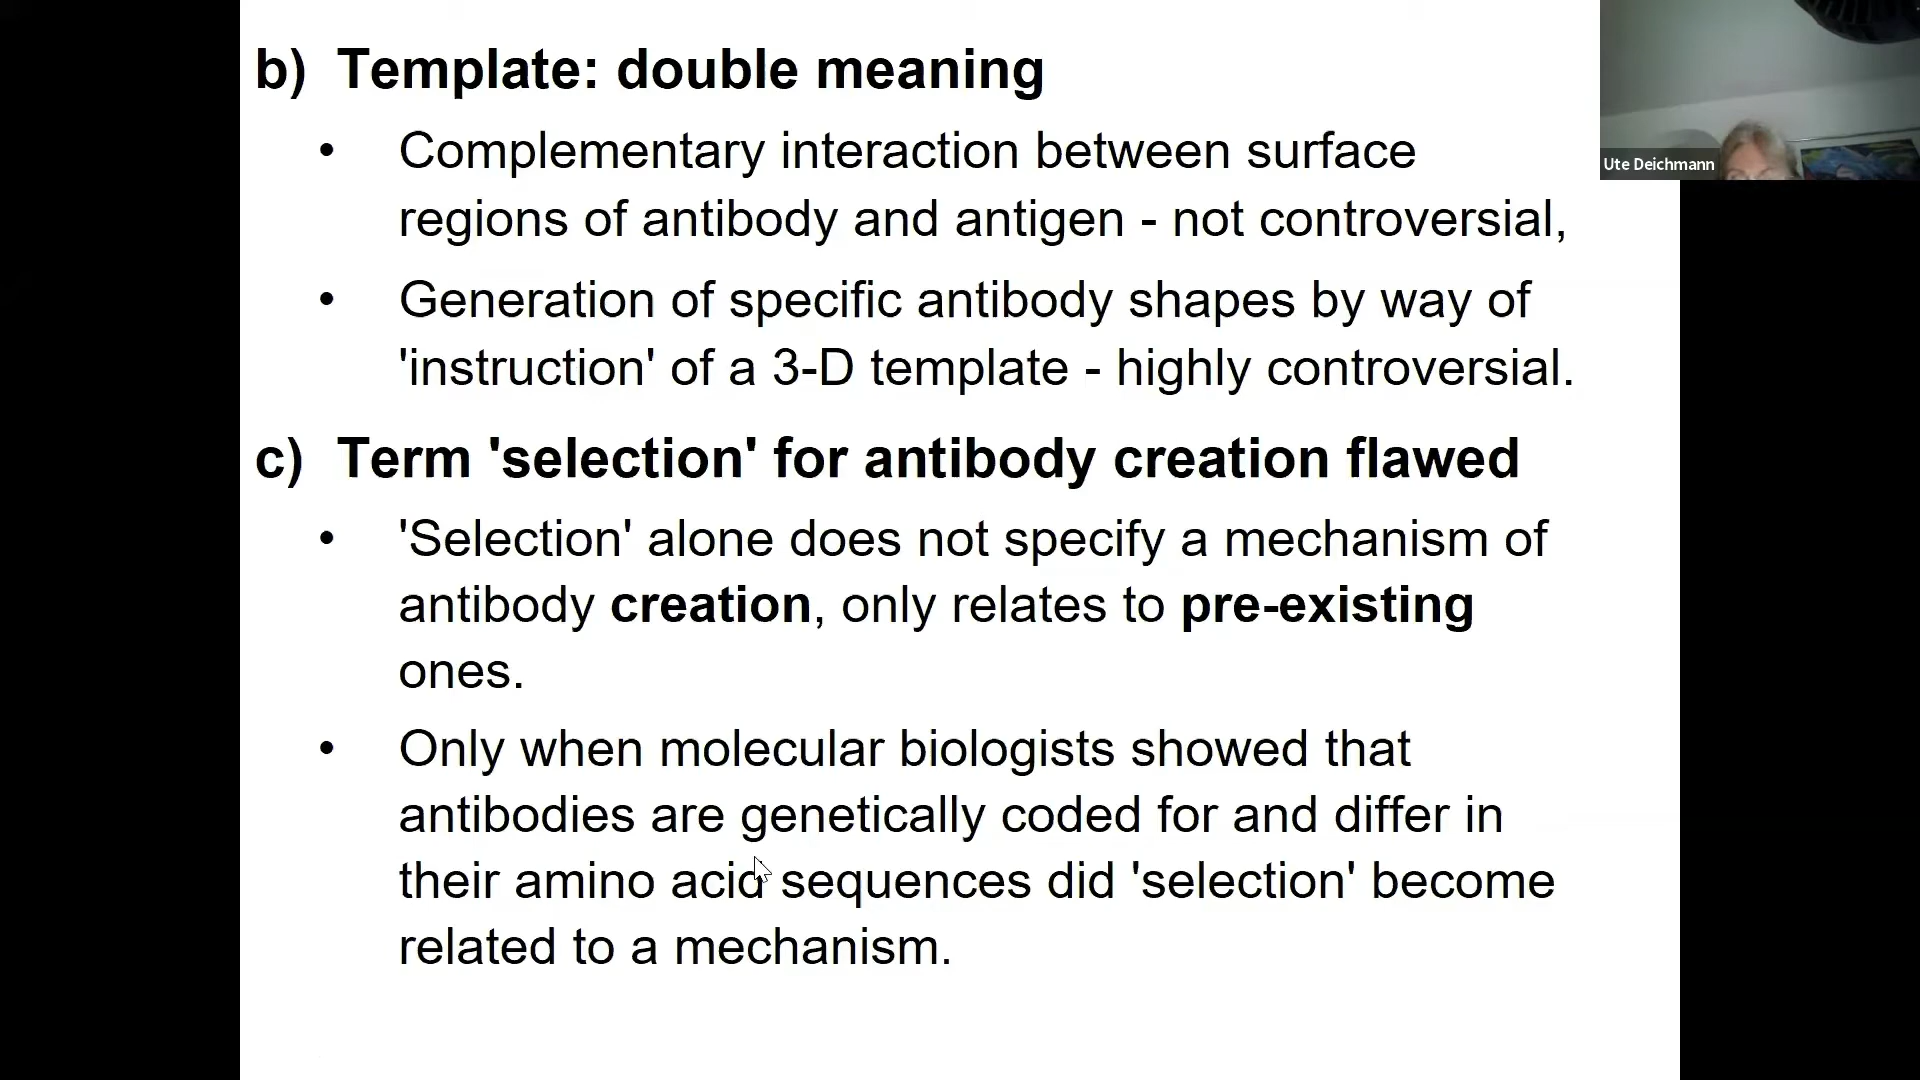 b) Template: double meaning
• Complementary interaction between surface
regions of antibody and antigen - not controversial,
• Generation of specific antibody shapes by way of
'instruction' of a 3-D template - highly controversial.
c) Term 'selection' for antibody creation flawed
• 'Selection' alone does not specify a mechanism of
antibody creation, only relates to pre-existing
ones.
• Only when molecular biologists showed that
antibodies are genetically coded for and differ in
their amino acid sequences did 'selection' become
related to a mechanism.
Ute Deichmann